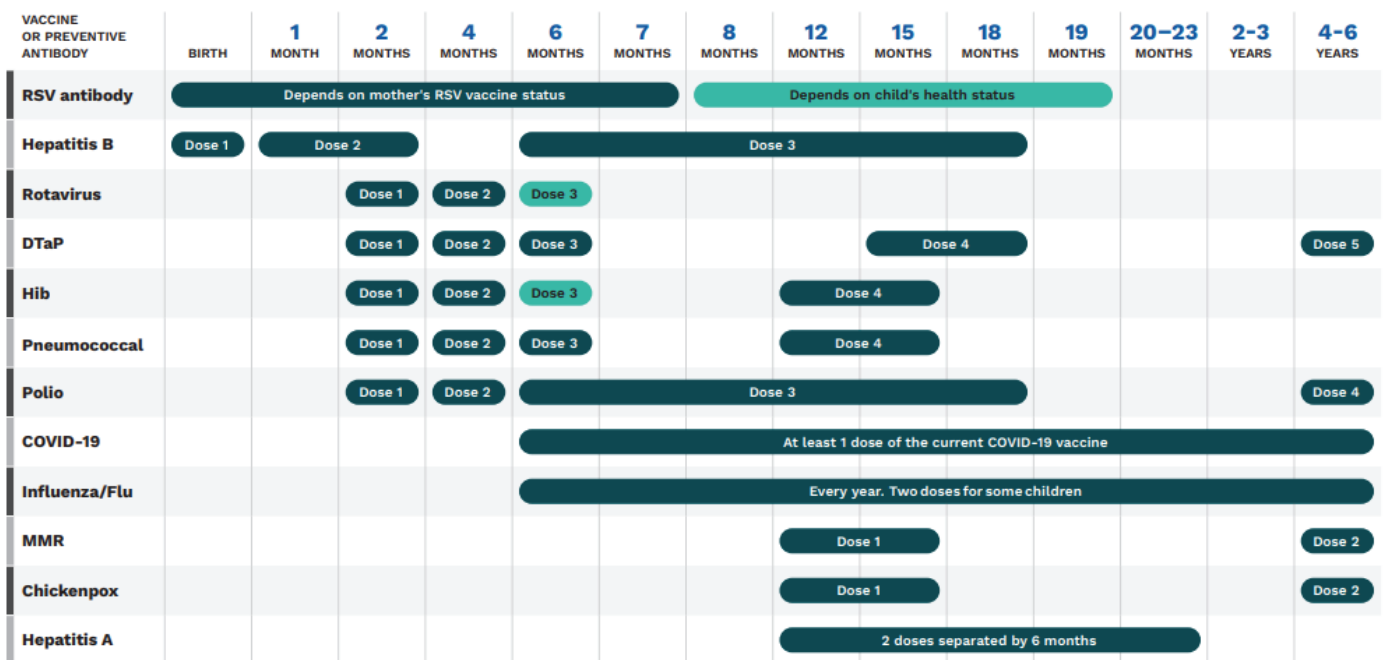 VACCINE
OR PREVENTIVE
ANTIBODY
BIRTH
1
MONTH
2
MONTHS
4
MONTHS
6
MONTHS
7
MONTHS
8
MONTHS
12
MONTHS
15
MONTHS
18
MONTHS
19
MONTHS
20–23
MONTHS
2-3
YEARS
4-6
YEARS
RSV antibody Depends on mother's RSV vaccine status Depends on child's health status
Hepatitis B Dose 1 Dose 2 Dose 3
Rotavirus Dose 1 Dose 2 Dose 3
DTaP Dose 1 Dose 2 Dose 3 Dose 4 Dose 5
Hib Dose 1 Dose 2 Dose 3 Dose 4
Pneumococcal Dose 1 Dose 2 Dose 3 Dose 4
Polio Dose 1 Dose 2 Dose 3 Dose 4
COVID-19 At least 1 dose of the current COVID-19 vaccine
Influenza/Flu Every year. Two doses for some children
MMR Dose 1 Dose 2
Chickenpox Dose 1 Dose 2
Hepatitis A 2 doses separated by 6 months